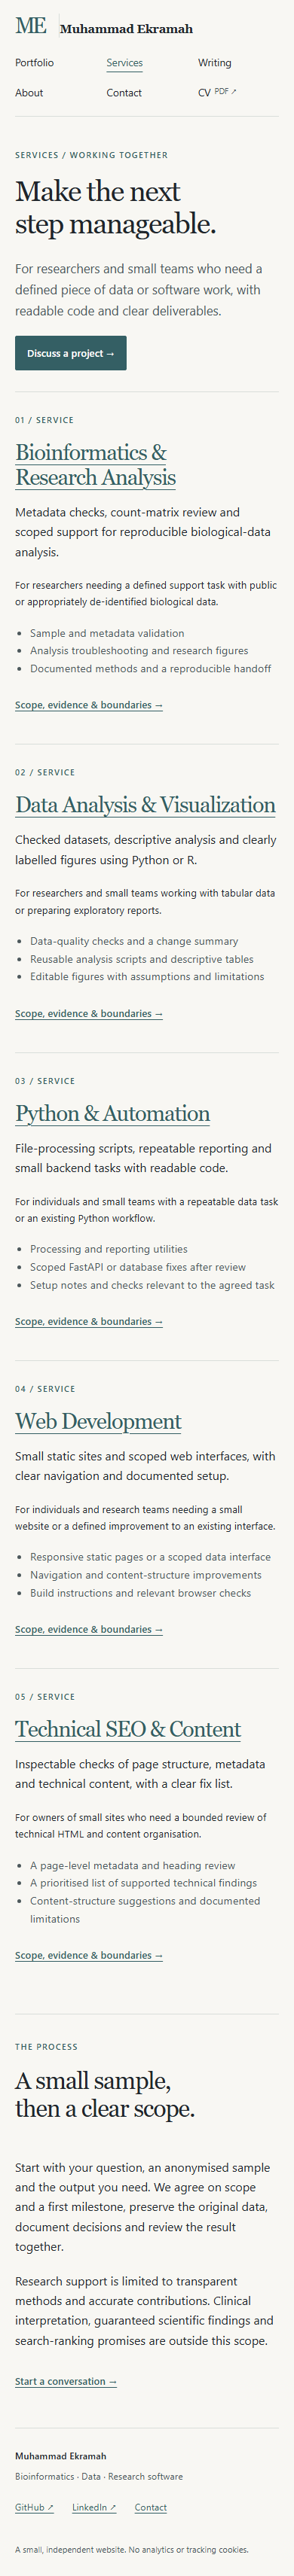 ME Muhammad Ekramah
Portfolio Services Writing
About Contact CV PDF ↗
SERVICES / WORKING TOGETHER
Make the next
step manageable.
For researchers and small teams who need a
defined piece of data or software work, with
readable code and clear deliverables.
Discuss a project →
01 / SERVICE
Bioinformatics &
Research Analysis
Metadata checks, count-matrix review and
scoped support for reproducible biological-data
analysis.
For researchers needing a defined support task with public
or appropriately de-identified biological data.
• Sample and metadata validation
• Analysis troubleshooting and research figures
• Documented methods and a reproducible handoff
Scope, evidence & boundaries →
02 / SERVICE
Data Analysis & Visualization
Checked datasets, descriptive analysis and clearly
labelled figures using Python or R.
For researchers and small teams working with tabular data
or preparing exploratory reports.
• Data-quality checks and a change summary
• Reusable analysis scripts and descriptive tables
• Editable figures with assumptions and limitations
Scope, evidence & boundaries →
03 / SERVICE
Python & Automation
File-processing scripts, repeatable reporting and
small backend tasks with readable code.
For individuals and small teams with a repeatable data task
or an existing Python workflow.
• Processing and reporting utilities
• Scoped FastAPI or database fixes after review
• Setup notes and checks relevant to the agreed task
Scope, evidence & boundaries →
04 / SERVICE
Web Development
Small static sites and scoped web interfaces, with
clear navigation and documented setup.
For individuals and research teams needing a small
website or a defined improvement to an existing interface.
• Responsive static pages or a scoped data interface
• Navigation and content-structure improvements
• Build instructions and relevant browser checks
Scope, evidence & boundaries →
05 / SERVICE
Technical SEO & Content
Inspectable checks of page structure, metadata
and technical content, with a clear fix list.
For owners of small sites who need a bounded review of
technical HTML and content organisation.
• A page-level metadata and heading review
• A prioritised list of supported technical findings
• Content-structure suggestions and documented
limitations
Scope, evidence & boundaries →
THE PROCESS
A small sample,
then a clear scope.
Start with your question, an anonymised sample
and the output you need. We agree on scope
and a first milestone, preserve the original data,
document decisions and review the result
together.
Research support is limited to transparent
methods and accurate contributions. Clinical
interpretation, guaranteed scientific findings and
search-ranking promises are outside this scope.
Start a conversation →
Muhammad Ekramah
Bioinformatics · Data · Research software
GitHub ↗ LinkedIn ↗ Contact
A small, independent website. No analytics or tracking cookies.